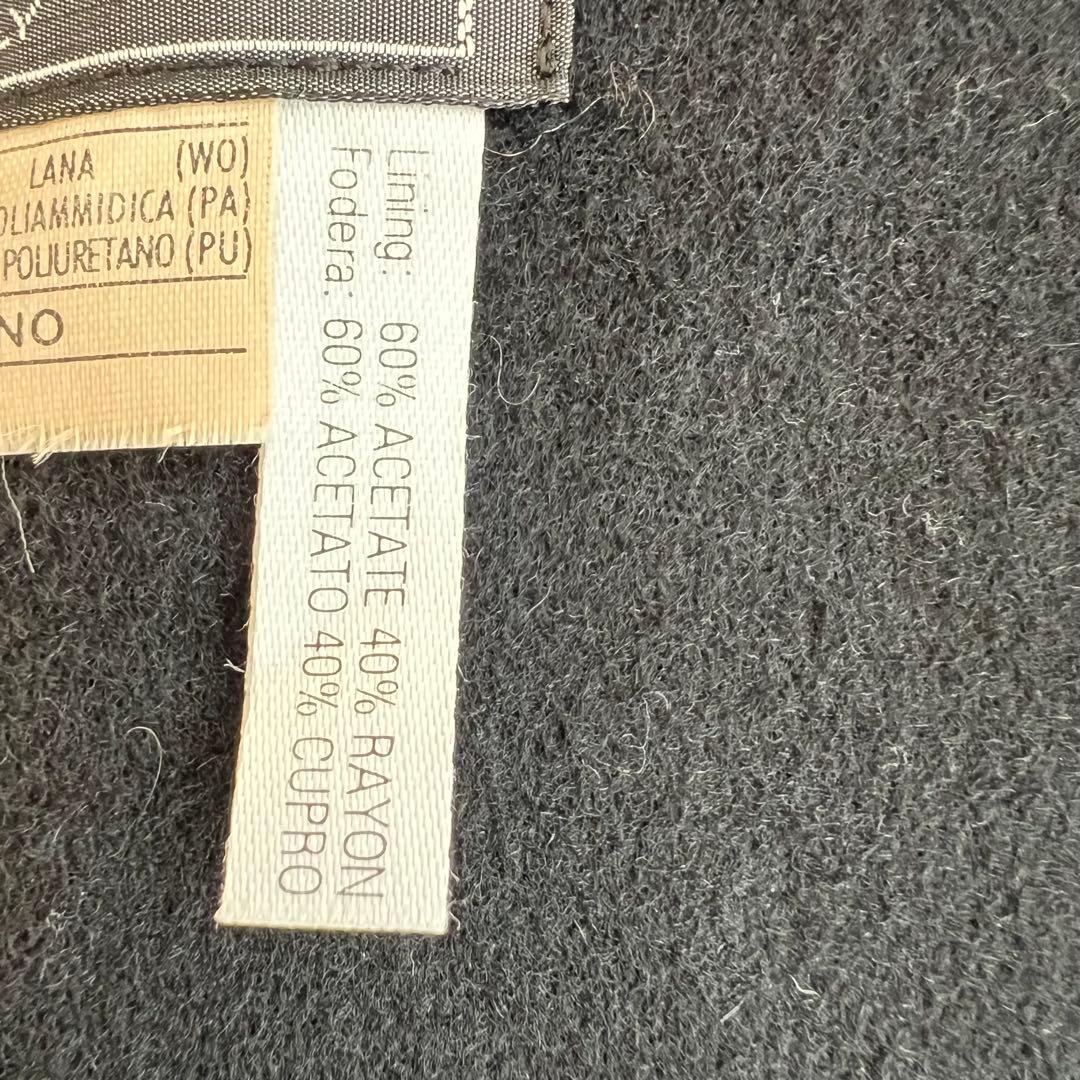 LANA (WO)
OLIAMMIDICA (PA)
POLIURETANO (PU)
NO
Lining: 60% ACETATE 40% RAYON
Fodera: 60% ACETATO 40% CUPRO